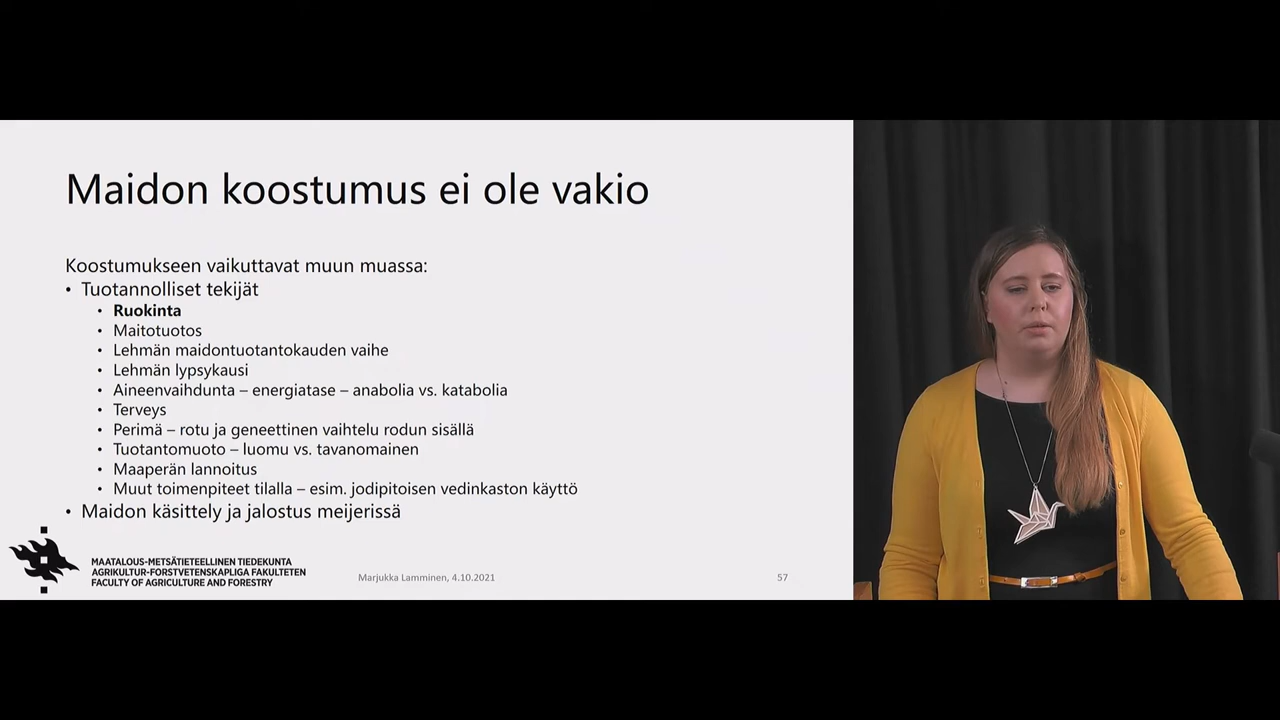 Maidon koostumus ei ole vakio
Koostumukseen vaikuttavat muun muassa:
• Tuotannolliset tekijät
• Ruokinta
• Maitotuotos
• Lehmän maidontuotantokauden vaihe
• Lehmän lypsykausi
• Aineenvaihdunta – energiatase – anabolia vs. katabolia
• Terveys
• Perimä – rotu ja geneettinen vaihtelu rodun sisällä
• Tuotantomuoto – luomu vs. tavanomainen
• Maaperän lannoitus
• Muut toimenpiteet tilalla – esim. jodipitoisen vedinkaston käyttö
• Maidon käsittely ja jalostus meijerissä
MAATALOUS-METSÄTIETEELLINEN TIEDEKUNTA
AGRIKULTUR-FORSTVETENSKAPLIGA FAKULTETEN
FACULTY OF AGRICULTURE AND FORESTRY
Marjukka Lamminen, 4.10.2021
57